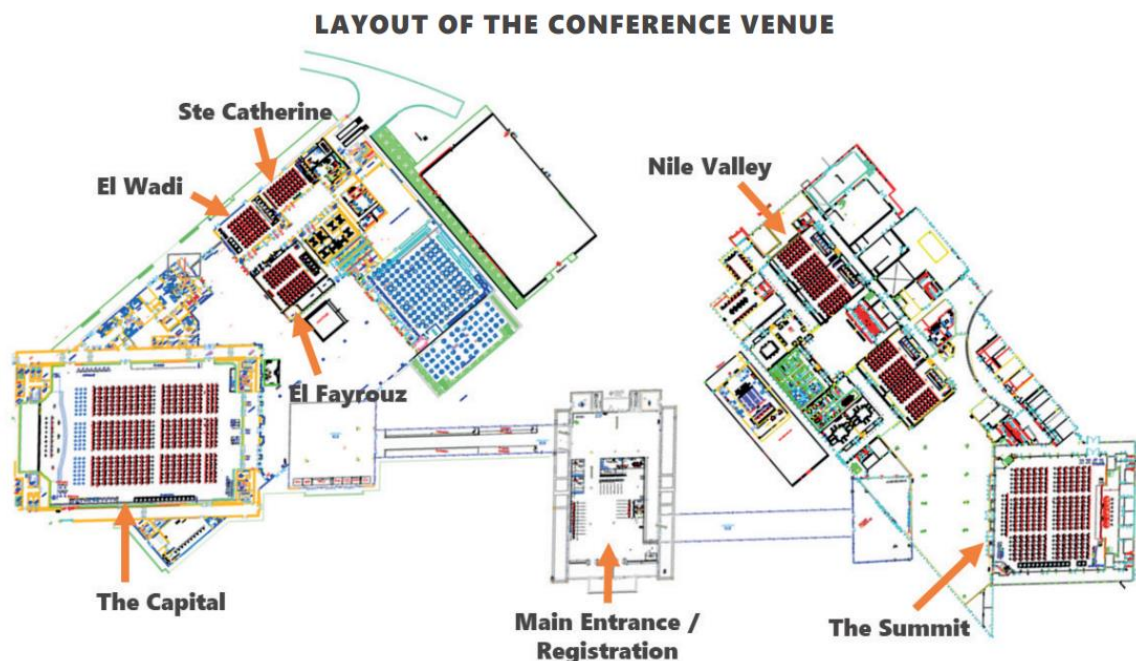 LAYOUT OF THE CONFERENCE VENUE
Ste Catherine
El Wadi
Nile Valley
El Fayrouz
The Capital
Main Entrance /
Registration
The Summit